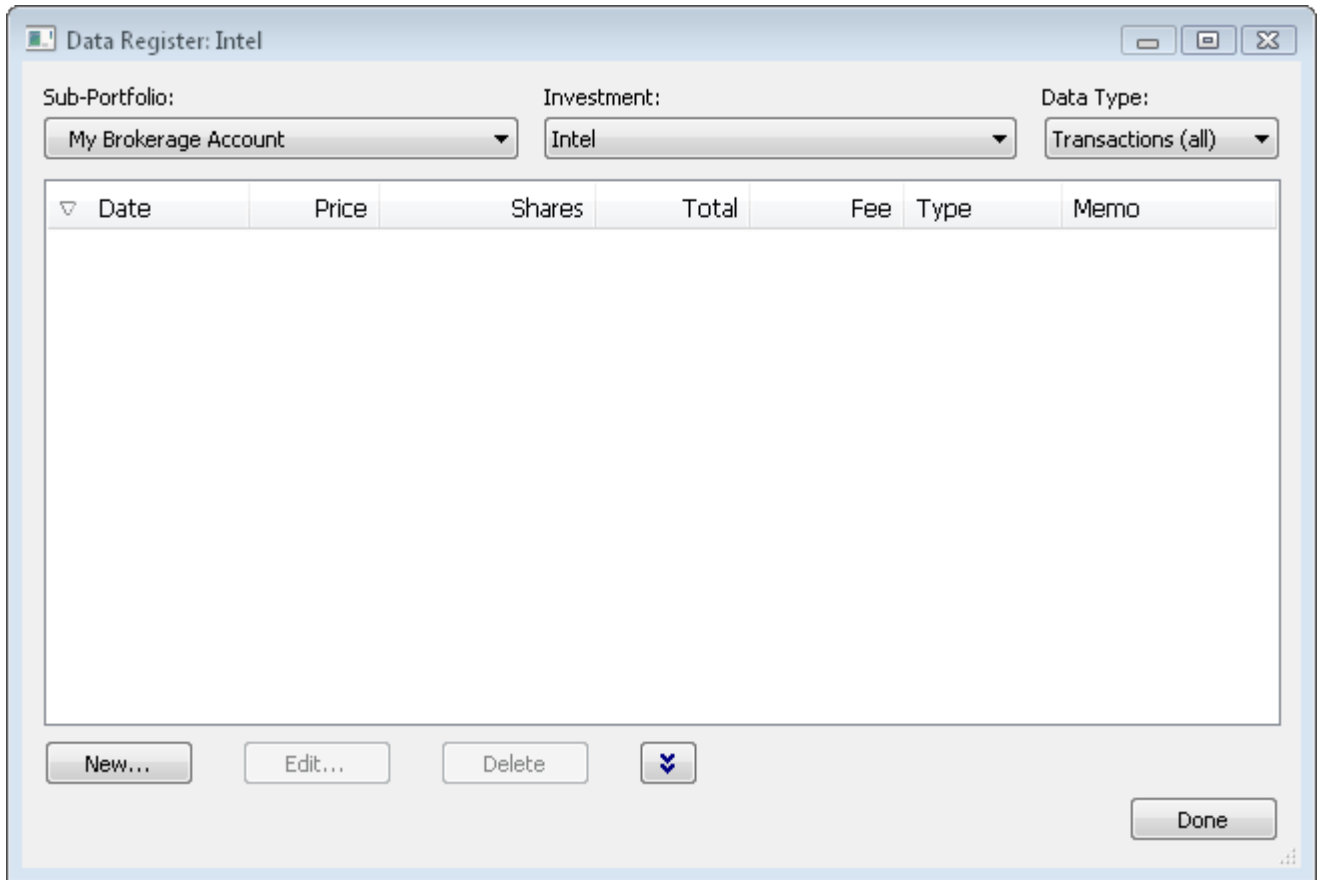 Data Register: Intel
Sub-Portfolio: Investment: Data Type:
My Brokerage Account Intel Transactions (all)
Date Price Shares Total Fee Type Memo
New... Edit... Delete
Done